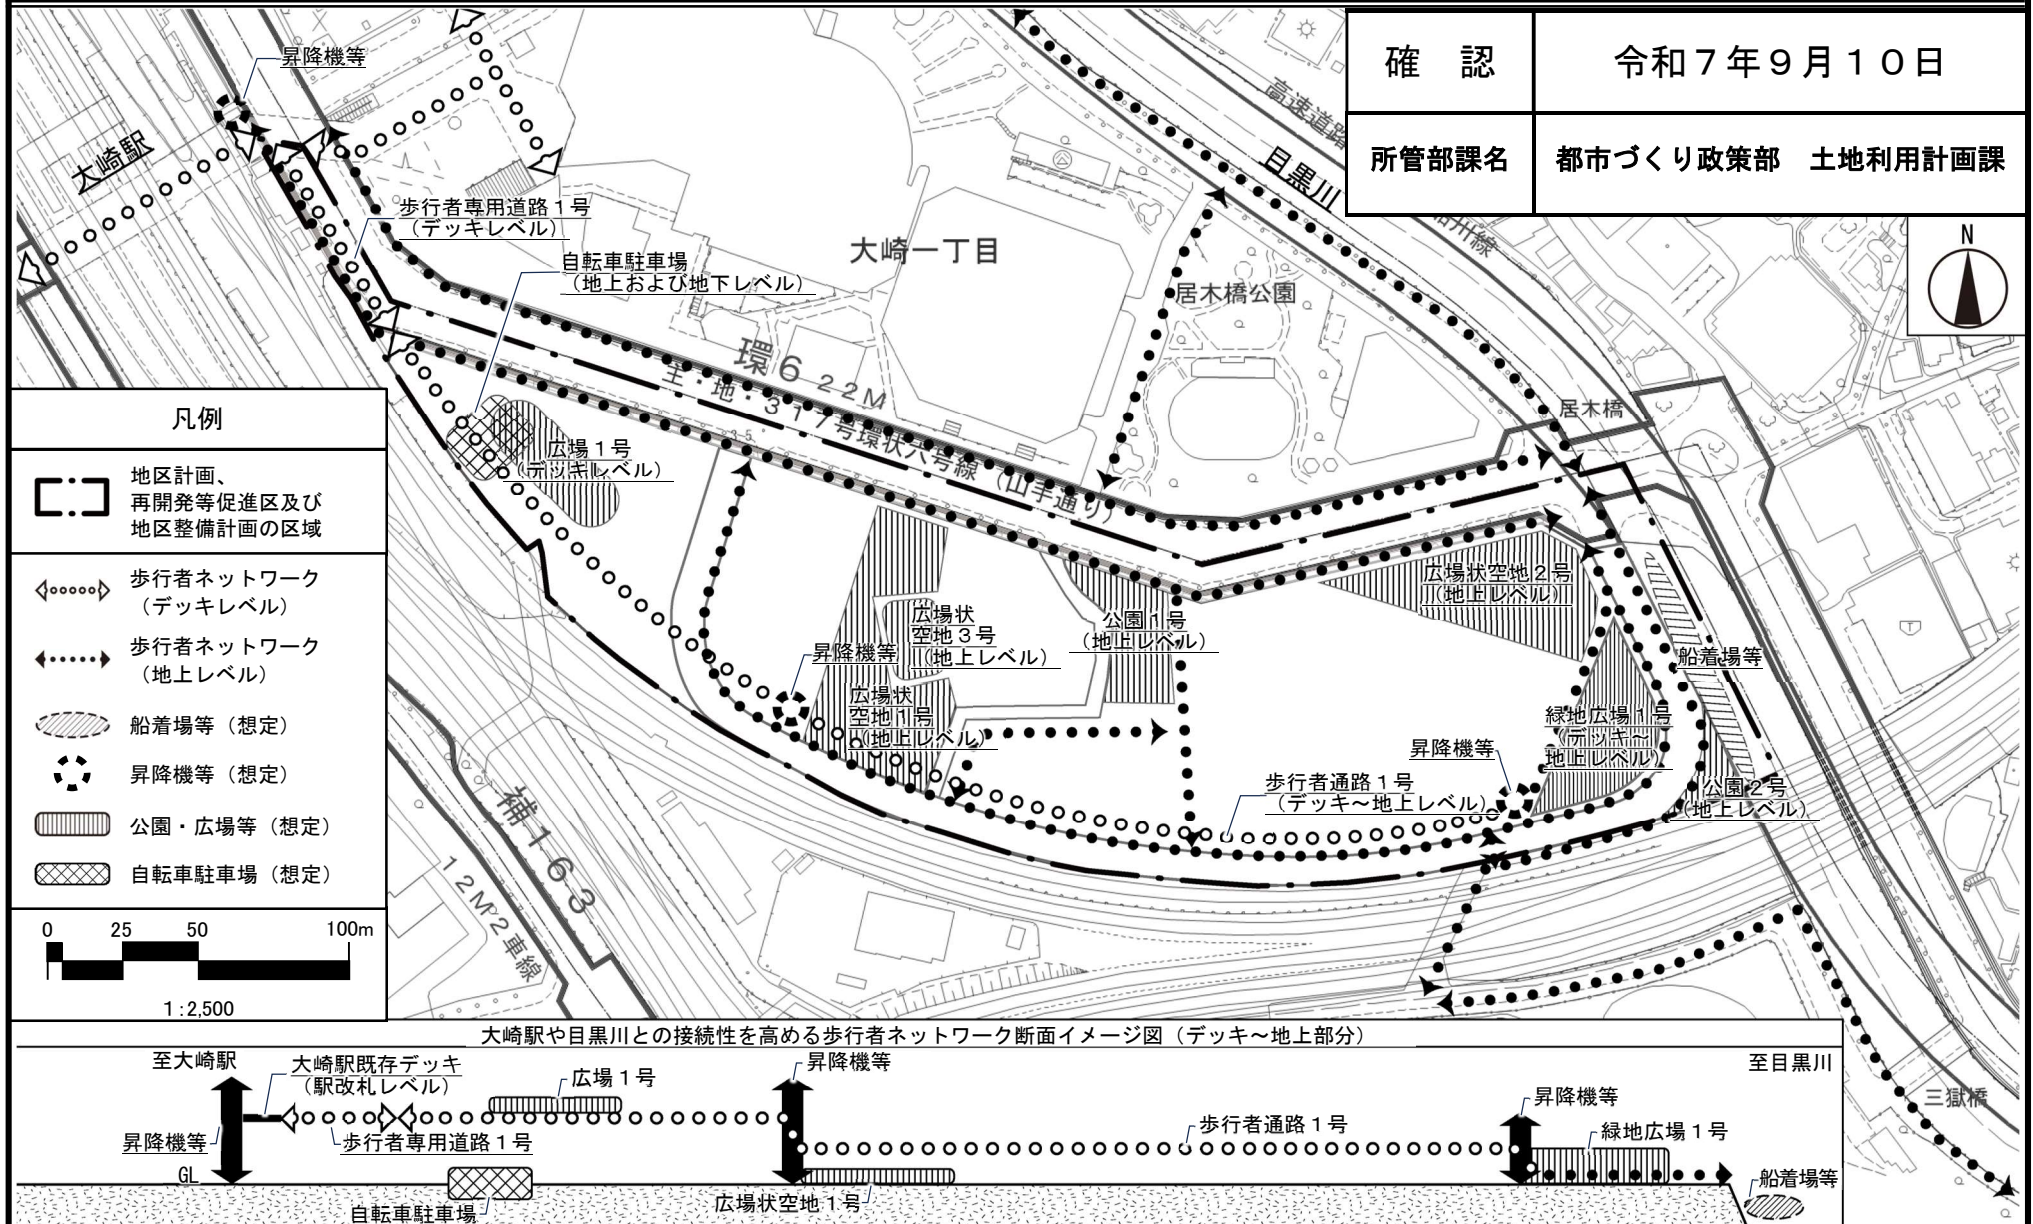 確　認
令和７年９月１０日
所管部課名
都市づくり政策部　土地利用計画課
N
昇降機等
大崎駅
歩行者専用道路１号
（デッキレベル）
自転車駐車場
（地上および地下レベル）
大崎一丁目
高速道路
目黒川
居木橋公園
居木橋
環６ ２２Ｍ
主・地・３１７号環状六号線（山手通り）
広場１号
（デッキレベル）
広場状
空地３号
（地上レベル）
昇降機等
広場状
空地１号
（地上レベル）
公園１号
（地上レベル）
広場状空地２号
（地上レベル）
船着場等
緑地広場１号
（デッキ～
地上レベル）
昇降機等
歩行者通路１号
（デッキ～地上レベル）
公園２号
（地上レベル）
補１６３
１２Ｍ２車線
三嶽橋
凡例
地区計画、
再開発等促進区及び
地区整備計画の区域
歩行者ネットワーク
（デッキレベル）
歩行者ネットワーク
（地上レベル）
船着場等（想定）
昇降機等（想定）
公園・広場等（想定）
自転車駐車場（想定）
0 25 50 100m
1:2,500
大崎駅や目黒川との接続性を高める歩行者ネットワーク断面イメージ図（デッキ～地上部分）
至大崎駅
大崎駅既存デッキ
（駅改札レベル）
広場１号
昇降機等
至目黒川
昇降機等
歩行者専用道路１号
歩行者通路１号
昇降機等
緑地広場１号
GL
自転車駐車場
広場状空地１号
船着場等